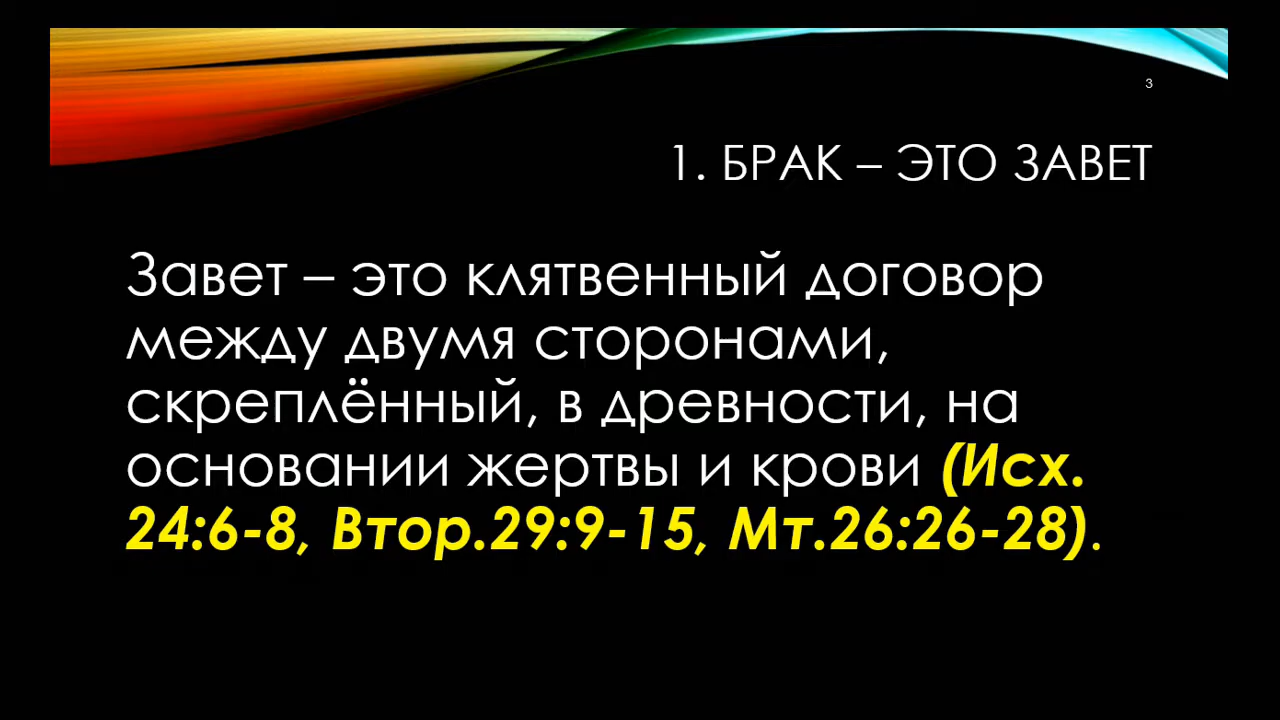 3
1. БРАК – ЭТО ЗАВЕТ
Завет – это клятвенный договор
между двумя сторонами,
скреплённый, в древности, на
основании жертвы и крови (Исх.
24:6-8, Втор.29:9-15, Мт.26:26-28).